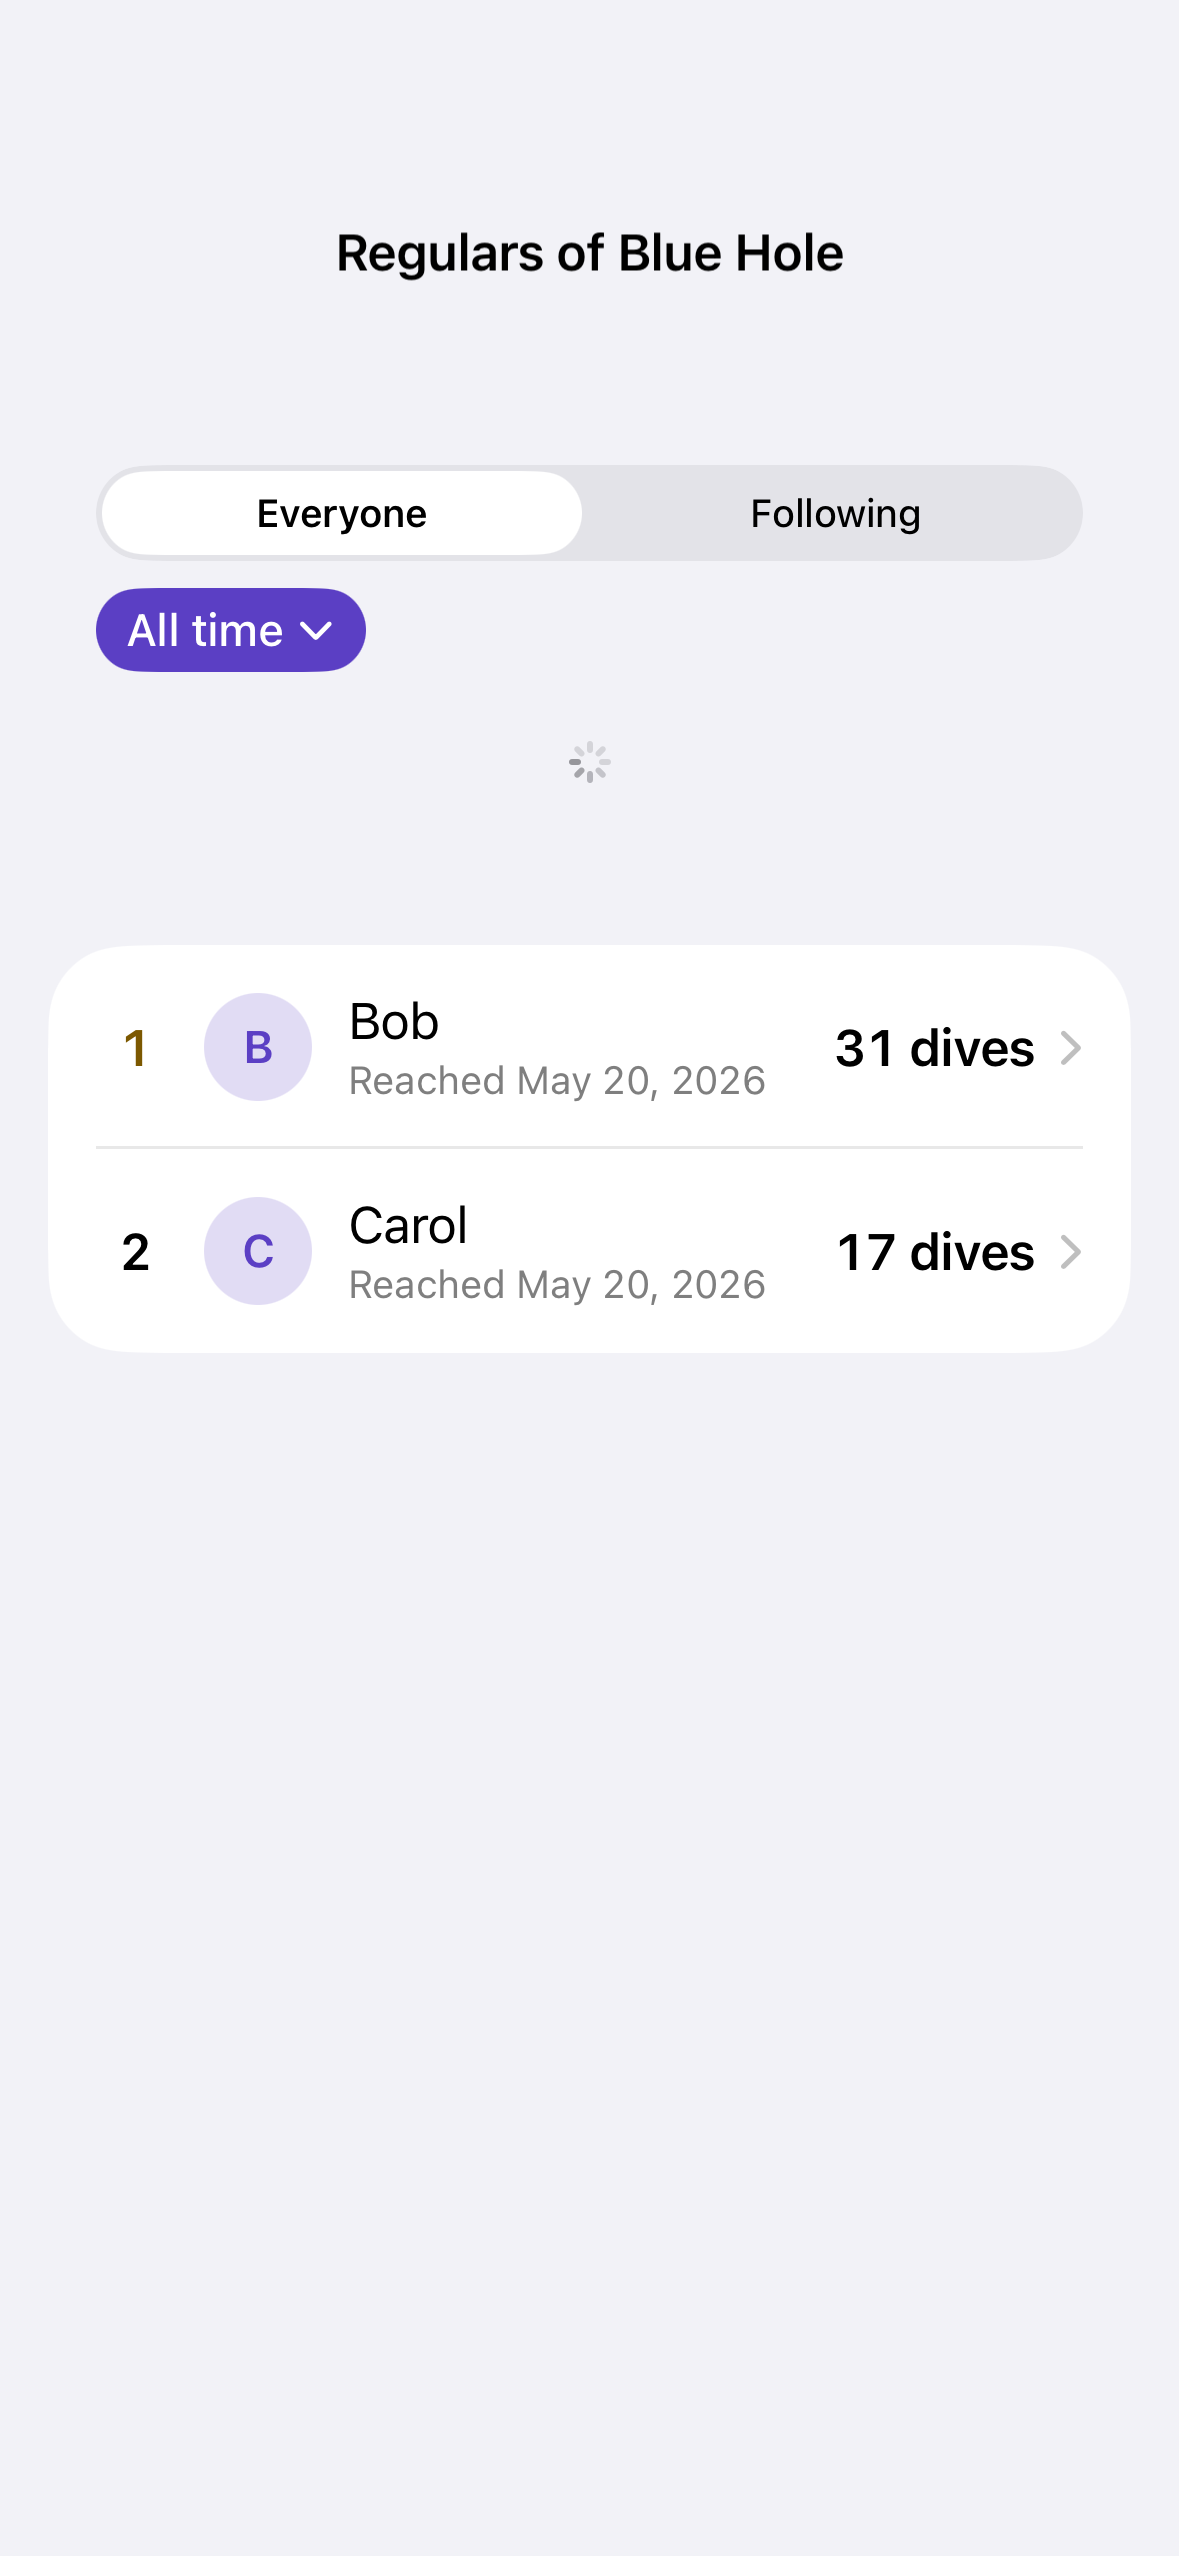 Regulars of Blue Hole
Everyone
Following
All time
1
B
Bob
Reached May 20, 2026
31 dives
2
C
Carol
Reached May 20, 2026
17 dives